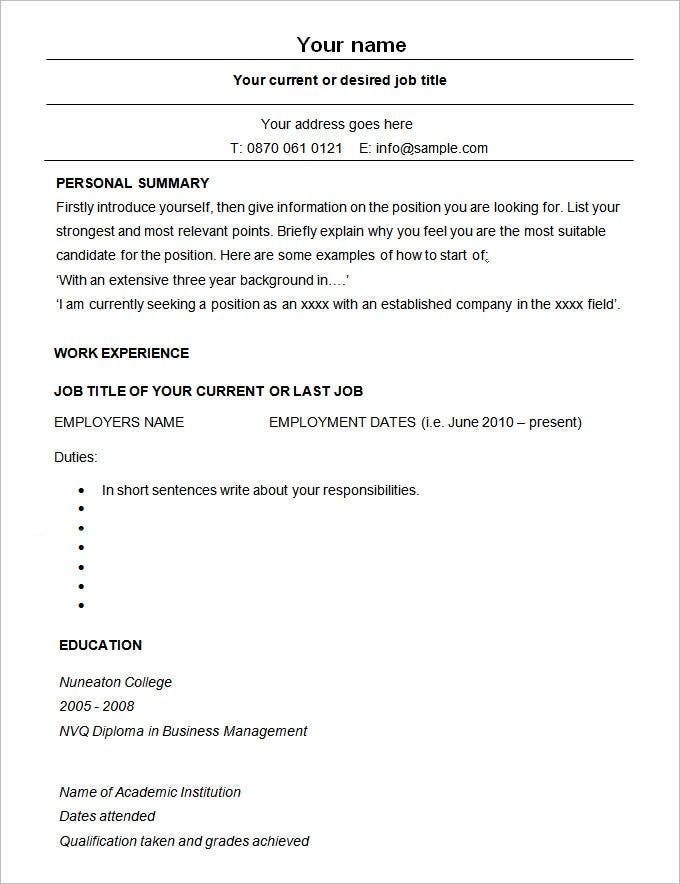 Your name
Your current or desired job title
Your address goes here
T: 0870 061 0121 E: info@sample.com
PERSONAL SUMMARY
Firstly introduce yourself, then give information on the position you are looking for. List your
strongest and most relevant points. Briefly explain why you feel you are the most suitable
candidate for the position. Here are some examples of how to start of;
‘With an extensive three year background in….’
‘I am currently seeking a position as an xxxx with an established company in the xxxx field’.
WORK EXPERIENCE
JOB TITLE OF YOUR CURRENT OR LAST JOB
EMPLOYERS NAME EMPLOYMENT DATES (i.e. June 2010 – present)
Duties:
• In short sentences write about your responsibilities.
•
•
•
•
•
•
EDUCATION
Nuneaton College
2005 - 2008
NVQ Diploma in Business Management
Name of Academic Institution
Dates attended
Qualification taken and grades achieved